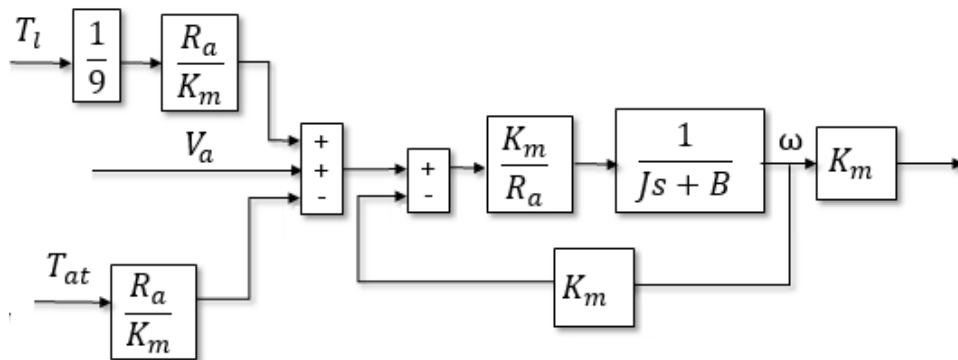 T_l
1/9
R_a/K_m
+
V_a
+
-
+
-
K_m/R_a
1/(Js + B)
ω
K_m
T_at
R_a/K_m
K_m